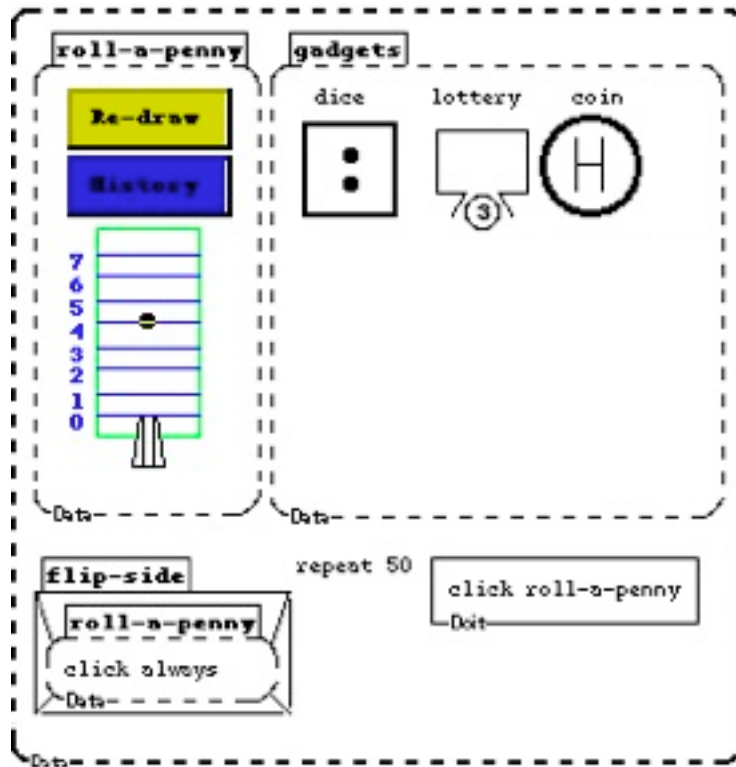 roll-a-penny
Re-draw
History
7
6
5
4
3
2
1
0
Data
gadgets
dice lottery coin
H
3
Data
flip-side
roll-a-penny
click always
Data
repeat 50
click roll-a-penny
Doit
Data